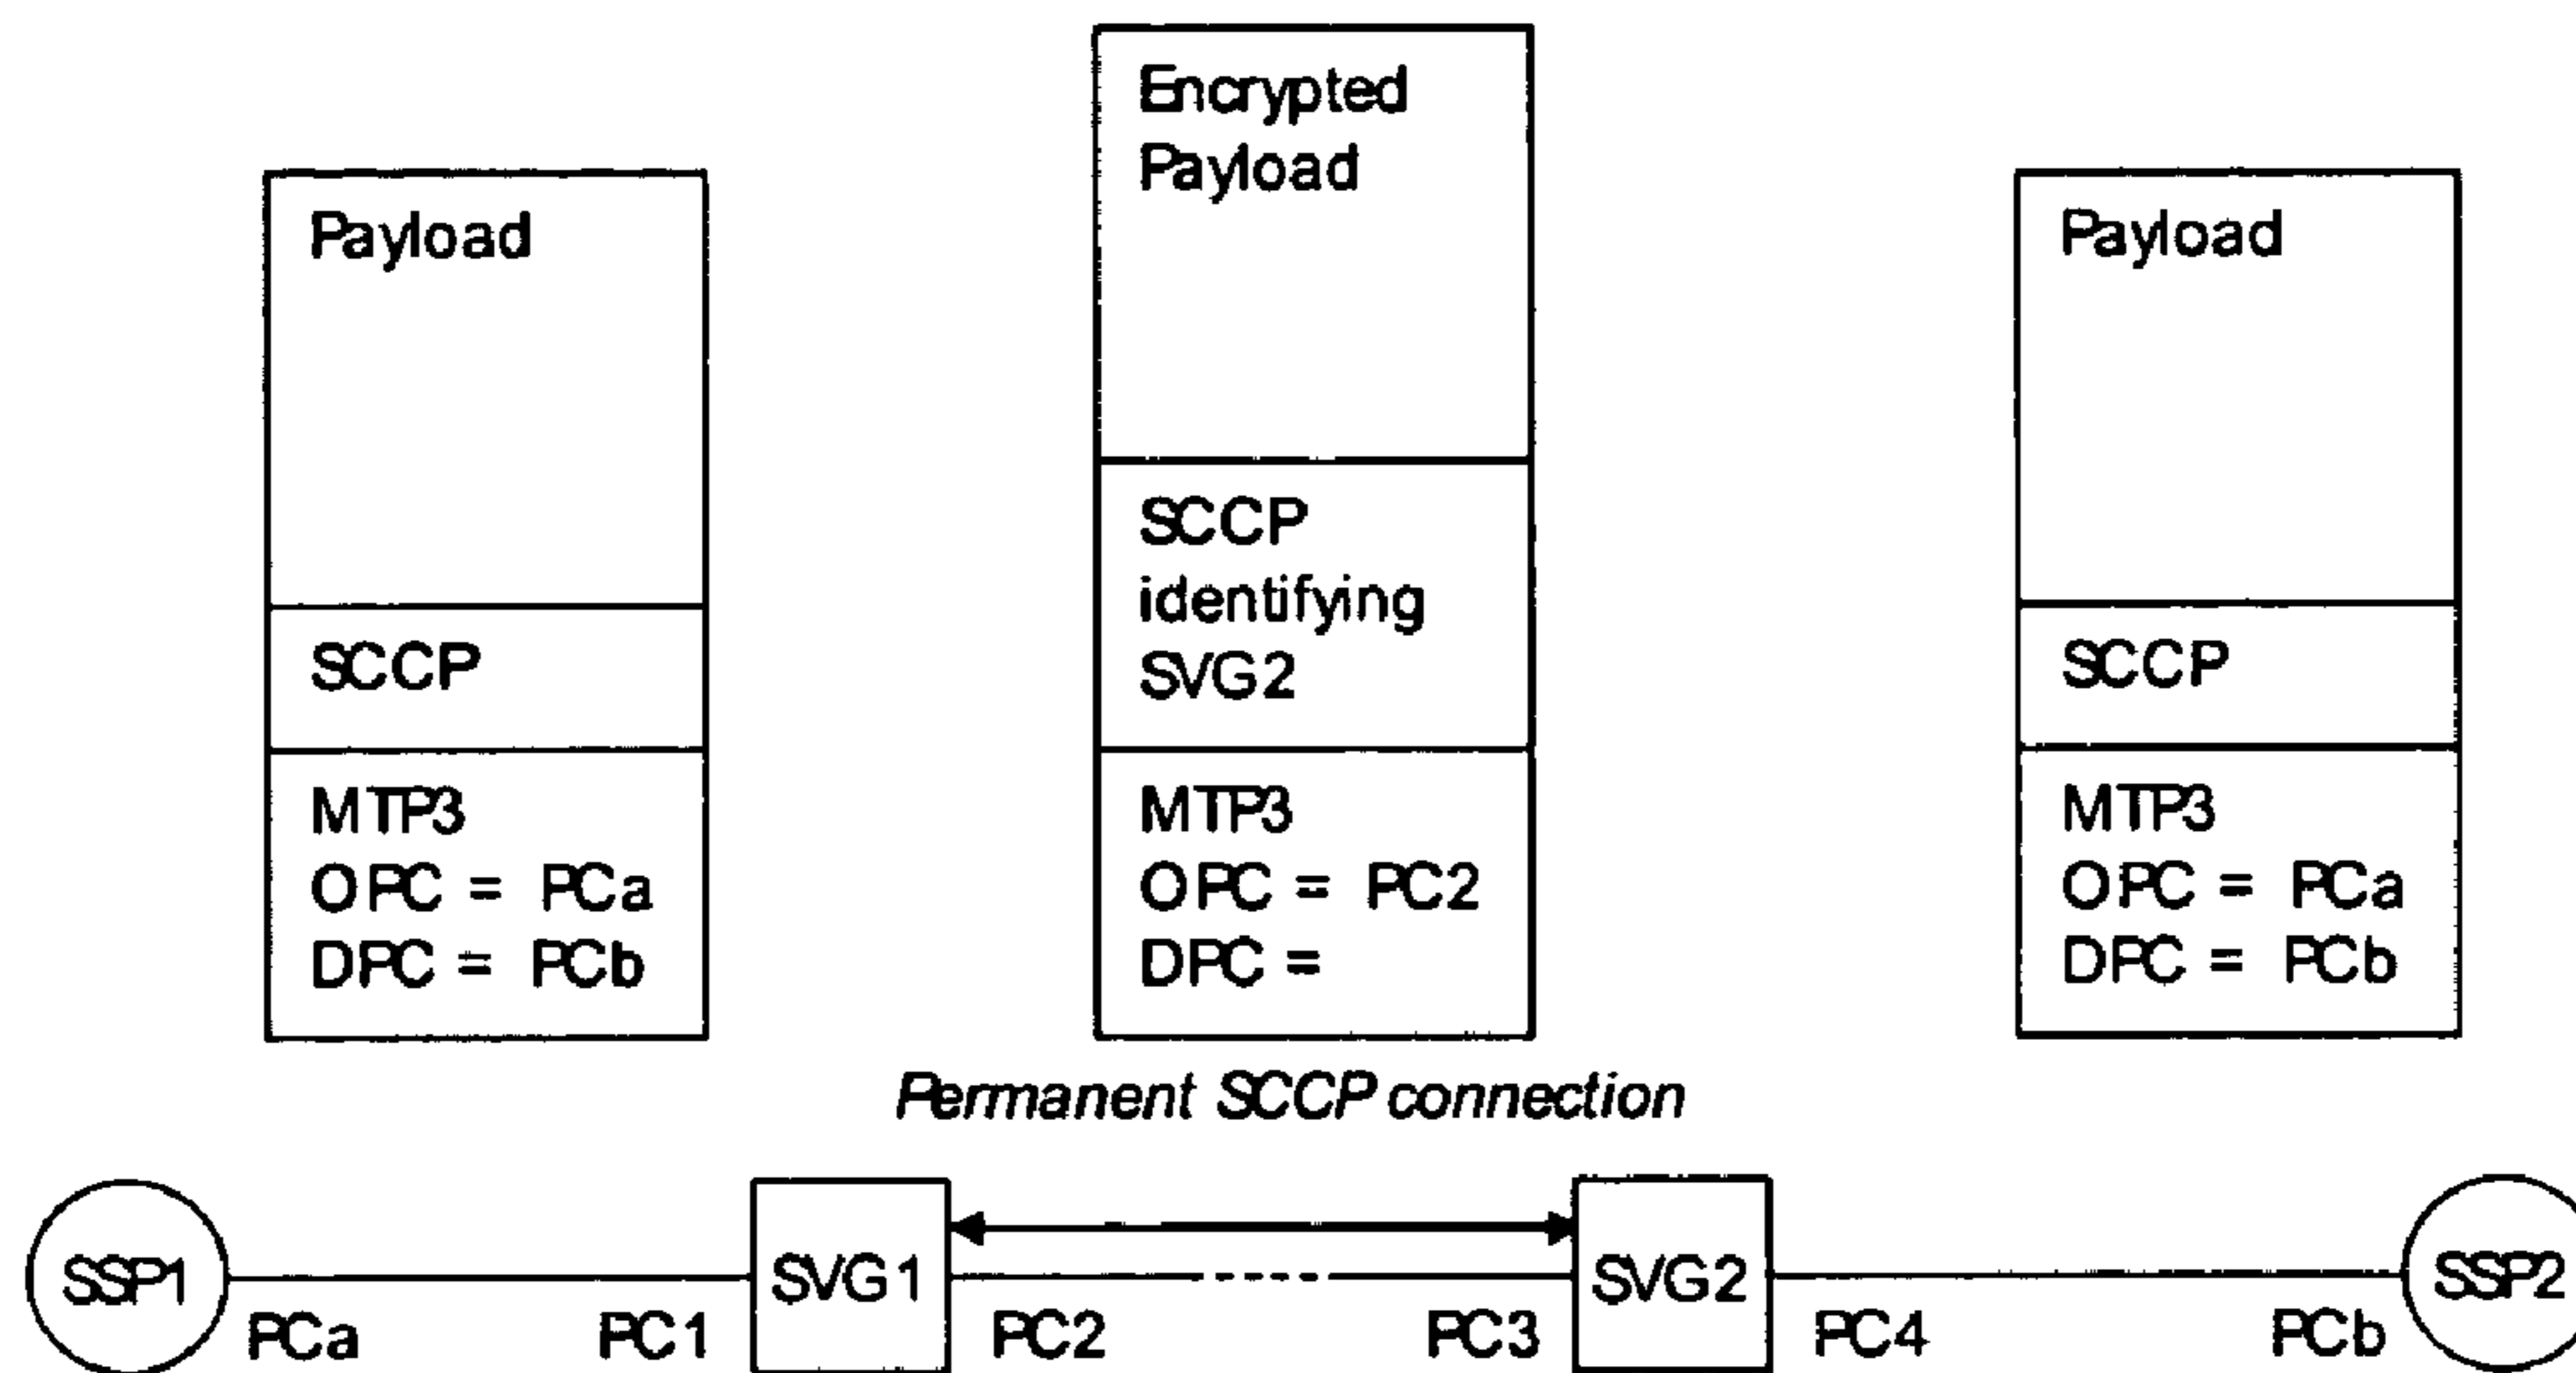 Payload
SCCP
MTP3
OPC = PCa
DPC = PCb
Encrypted
Payload
SCCP
identifying
SVG2
MTP3
OPC = PC2
DPC =
Payload
SCCP
MTP3
OPC = PCa
DPC = PCb
Permanent SCCP connection
SSP1
PCa
PC1
SVG1
PC2
PC3
SVG2
PC4
PCb
SSP2